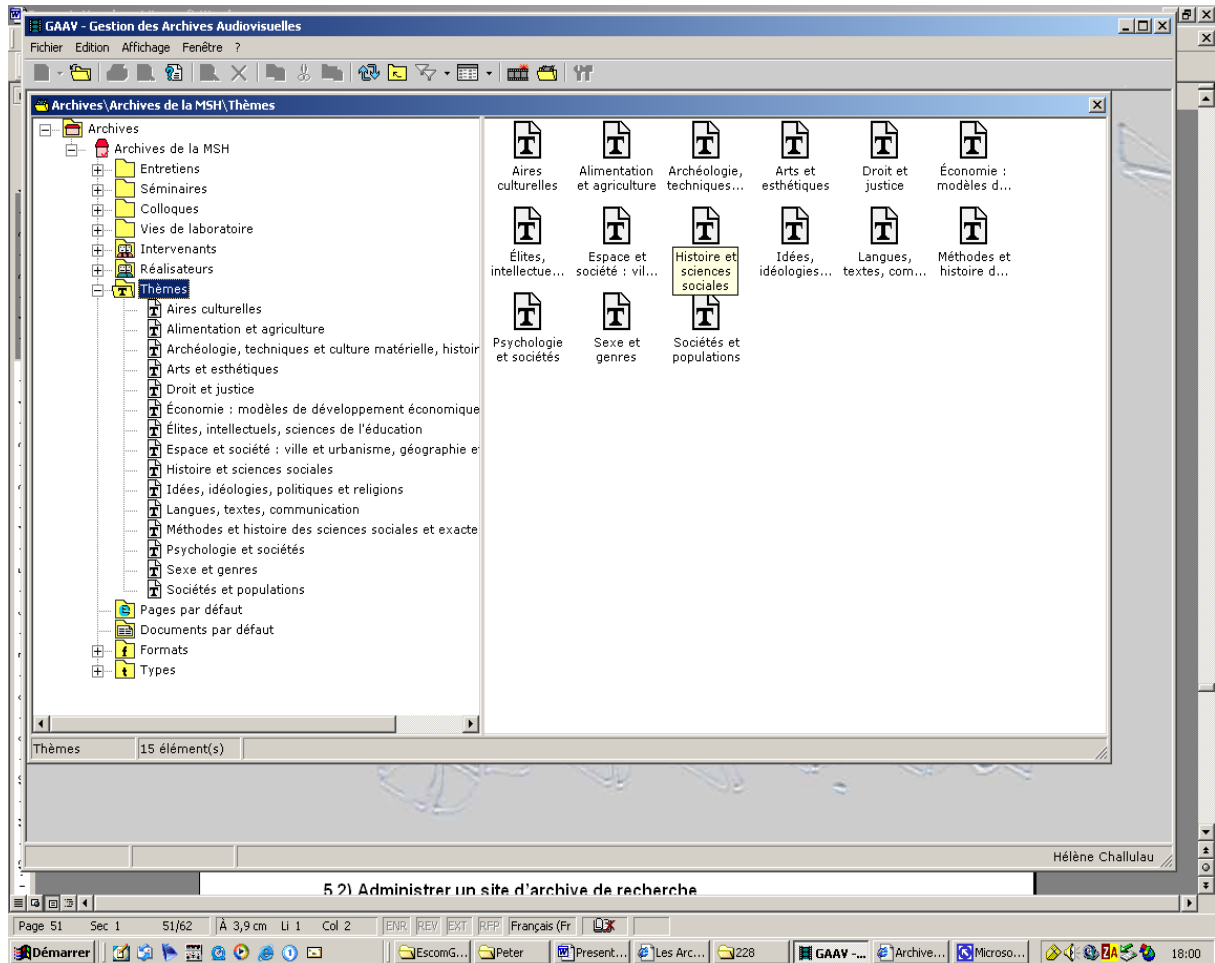 GAAV - Gestion des Archives Audiovisuelles
Fichier Edition Affichage Fenêtre ?
Archives\Archives de la MSH\Thèmes
Archives
Archives de la MSH
Entretiens
Séminaires
Colloques
Vies de laboratoire
Intervenants
Réalisateurs
Thèmes
Aires culturelles
Alimentation et agriculture
Archéologie, techniques et culture matérielle, histoir
Arts et esthétiques
Droit et justice
Économie : modèles de développement économique
Élites, intellectuels, sciences de l'éducation
Espace et société : ville et urbanisme, géographie e
Histoire et sciences sociales
Idées, idéologies, politiques et religions
Langues, textes, communication
Méthodes et histoire des sciences sociales et exacte
Psychologie et sociétés
Sexe et genres
Sociétés et populations
Pages par défaut
Documents par défaut
Formats
Types
Aires
culturelles
Alimentation
et agriculture
Archéologie,
techniques...
Arts et
esthétiques
Droit et
justice
Économie :
modèles d...
Élites,
intellectue...
Espace et
société : vil...
Histoire et
sciences
sociales
Idées,
idéologies...
Langues,
textes, com...
Méthodes et
histoire d...
Psychologie
et sociétés
Sexe et
genres
Sociétés et
populations
Thèmes 15 élément(s)
Hélène Challulau
5.2) Administrer un site d'archive de recherche
Page 51 Sec 1 51/62 À 3,9 cm Li 1 Col 2 ENR REV EXT RFP Français (Fr
Démarrer EscomG... Peter Present... Les Arc... 228 GAAV -... Archive... Microso... 18:00